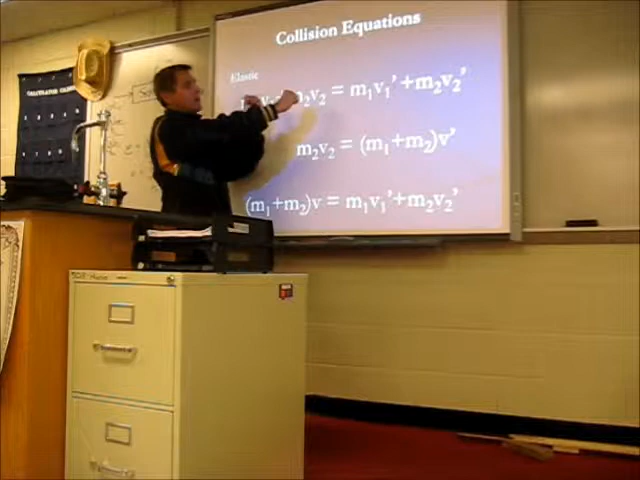 Collision Equations
Elastic
m₂v₂ = m₁v₁' + m₂v₂'
m₂v₂ = (m₁+m₂)v'
(m₁+m₂)v = m₁v₁' + m₂v₂'